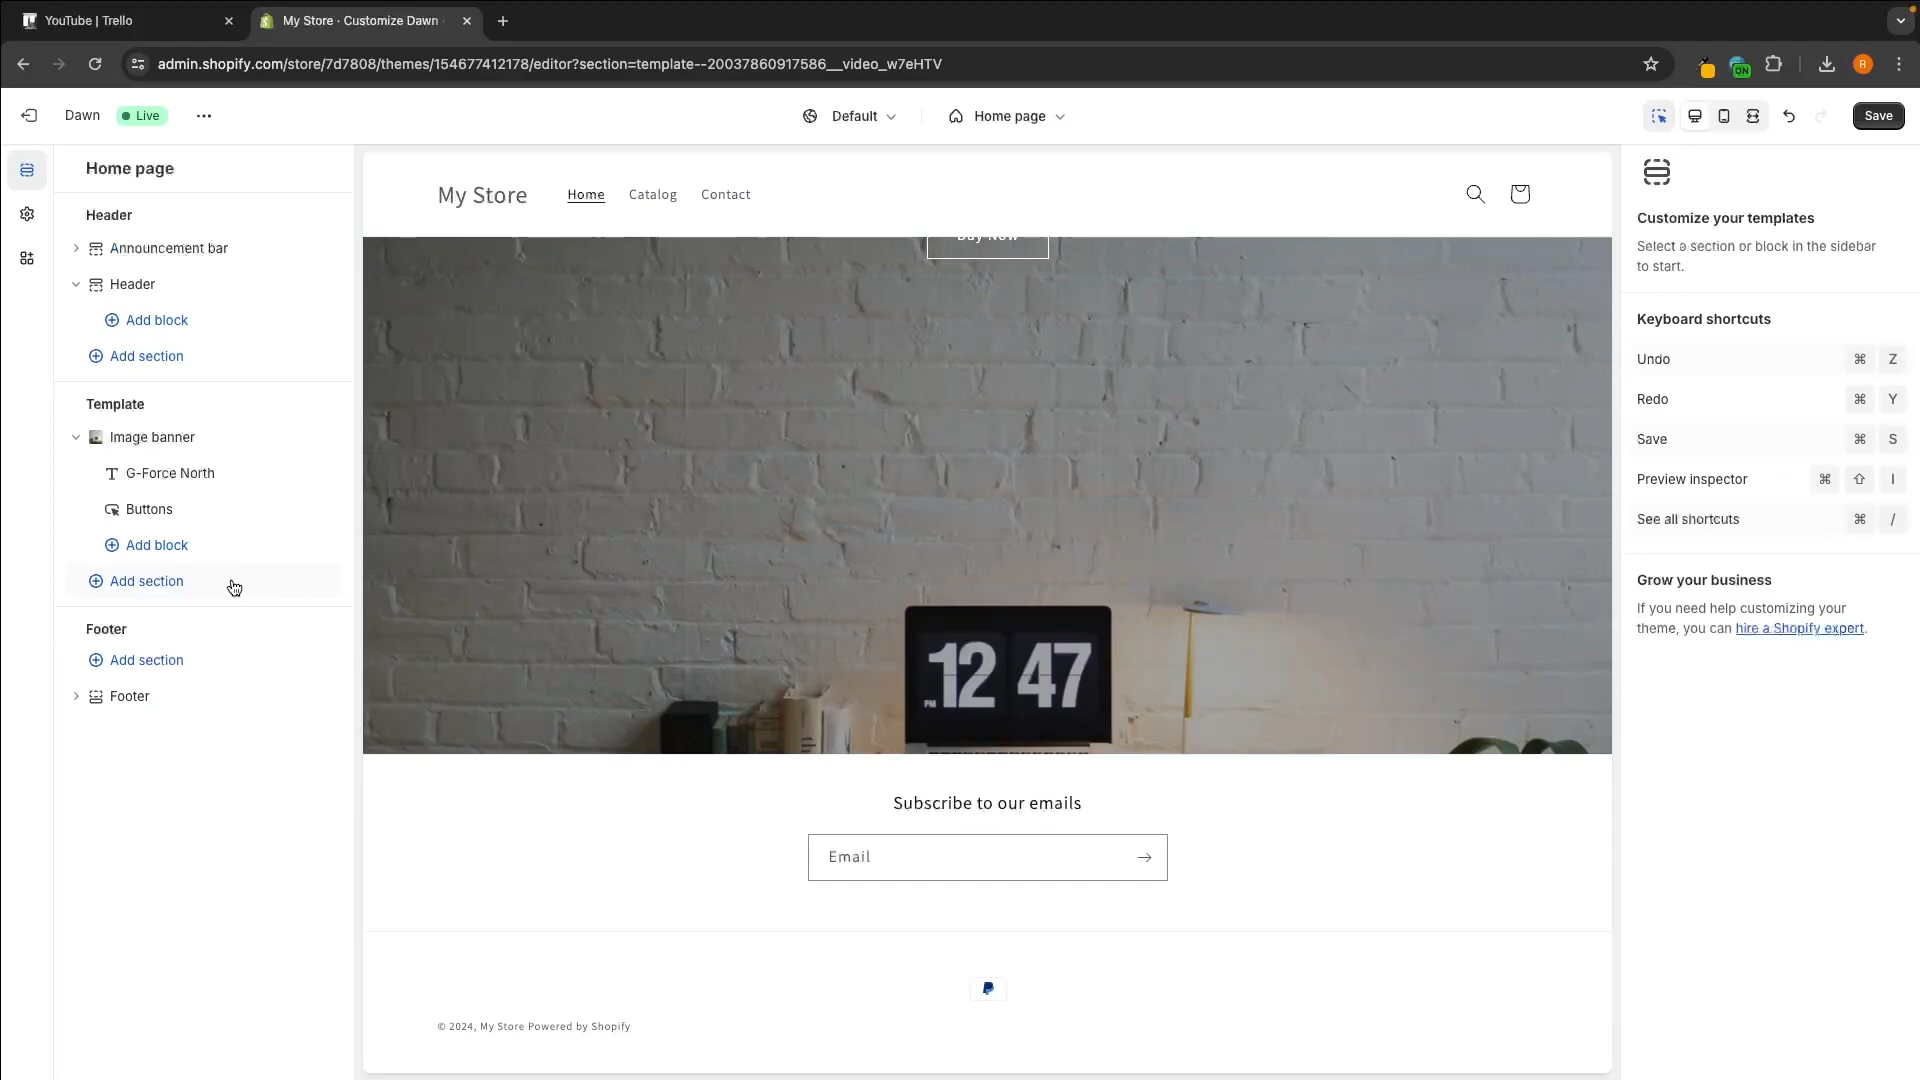 YouTube | Trello
My Store · Customize Dawn
admin.shopify.com/store/7d7808/themes/154677412178/editor?section=template--20037860917586__video_w7eHTV
ON
R
Dawn
Live
Default
Home page
Save
Home page
Header
Announcement bar
Header
Add block
Add section
Template
Image banner
G-Force North
Buttons
Add block
Add section
Footer
Add section
Footer
My Store
Home
Catalog
Contact
Buy Now
PM
12 47
Subscribe to our emails
Email
© 2024, My Store Powered by Shopify
Customize your templates
Select a section or block in the sidebar
to start.
Keyboard shortcuts
Undo ⌘ Z
Redo ⌘ Y
Save ⌘ S
Preview inspector ⌘ ⇧ I
See all shortcuts ⌘ /
Grow your business
If you need help customizing your
theme, you can hire a Shopify expert.